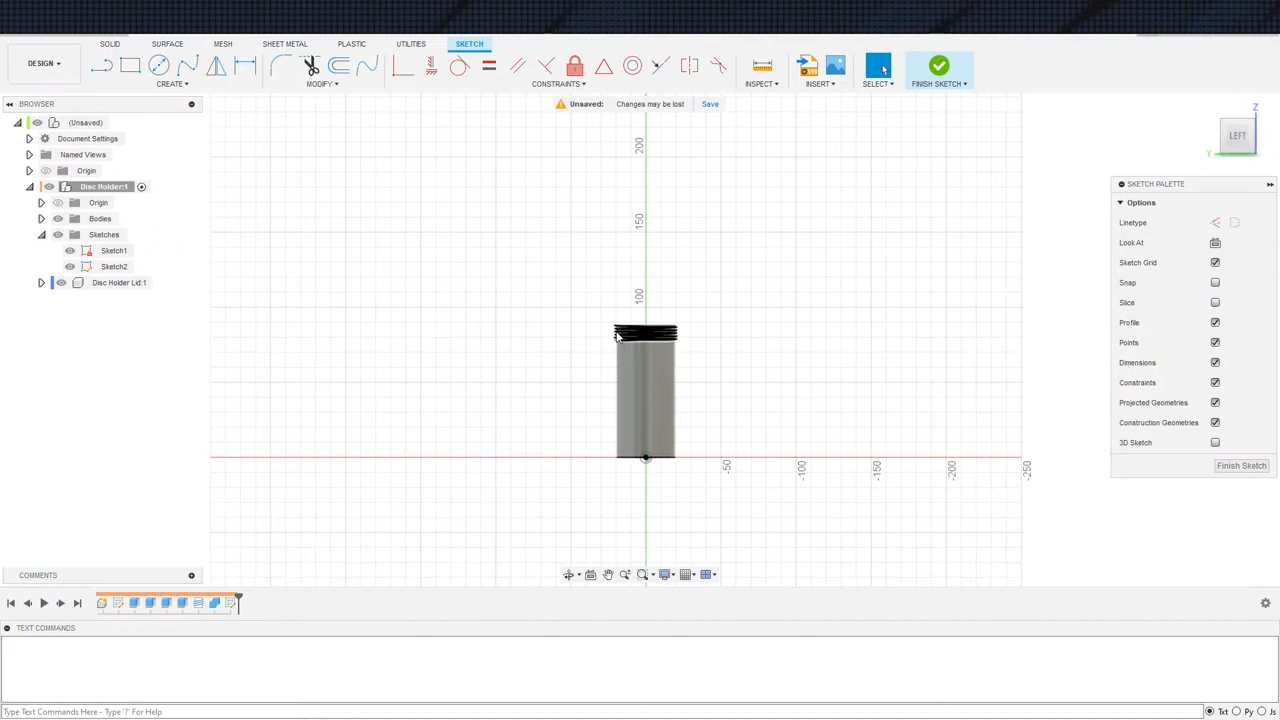 SOLID SURFACE MESH SHEET METAL PLASTIC UTILITIES SKETCH
DESIGN
CREATE MODIFY CONSTRAINTS INSPECT INSERT SELECT FINISH SKETCH
BROWSER
Unsaved: Changes may be lost Save
(Unsaved)
Document Settings
Named Views
Origin
Disc Holder:1
Origin
Bodies
Sketches
Sketch1
Sketch2
Disc Holder Lid:1
200
150
100
-50
-100
-150
-200
-250
Z
LEFT
Y
SKETCH PALETTE
Options
Linetype
Look At
Sketch Grid
Snap
Slice
Profile
Points
Dimensions
Constraints
Projected Geometries
Construction Geometries
3D Sketch
Finish Sketch
COMMENTS
TEXT COMMANDS
Type Text Commands Here - Type '?' For Help
Txt Py Js